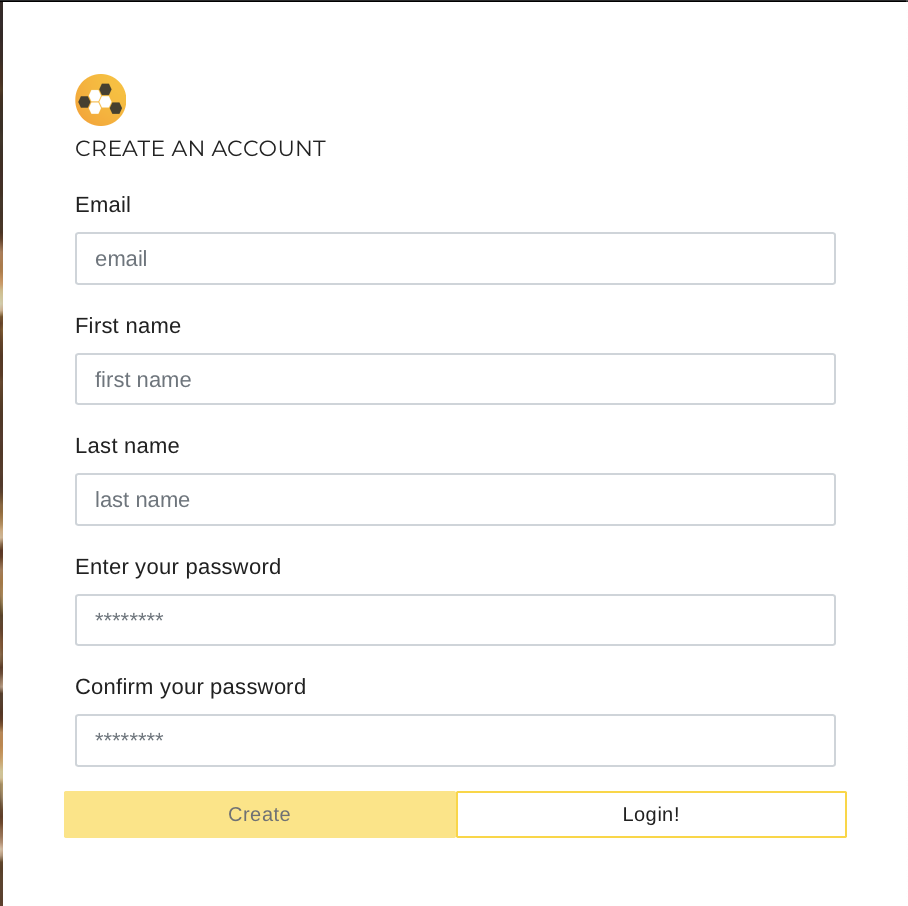 CREATE AN ACCOUNT
Email
email
First name
first name
Last name
last name
Enter your password
********
Confirm your password
********
Create
Login!